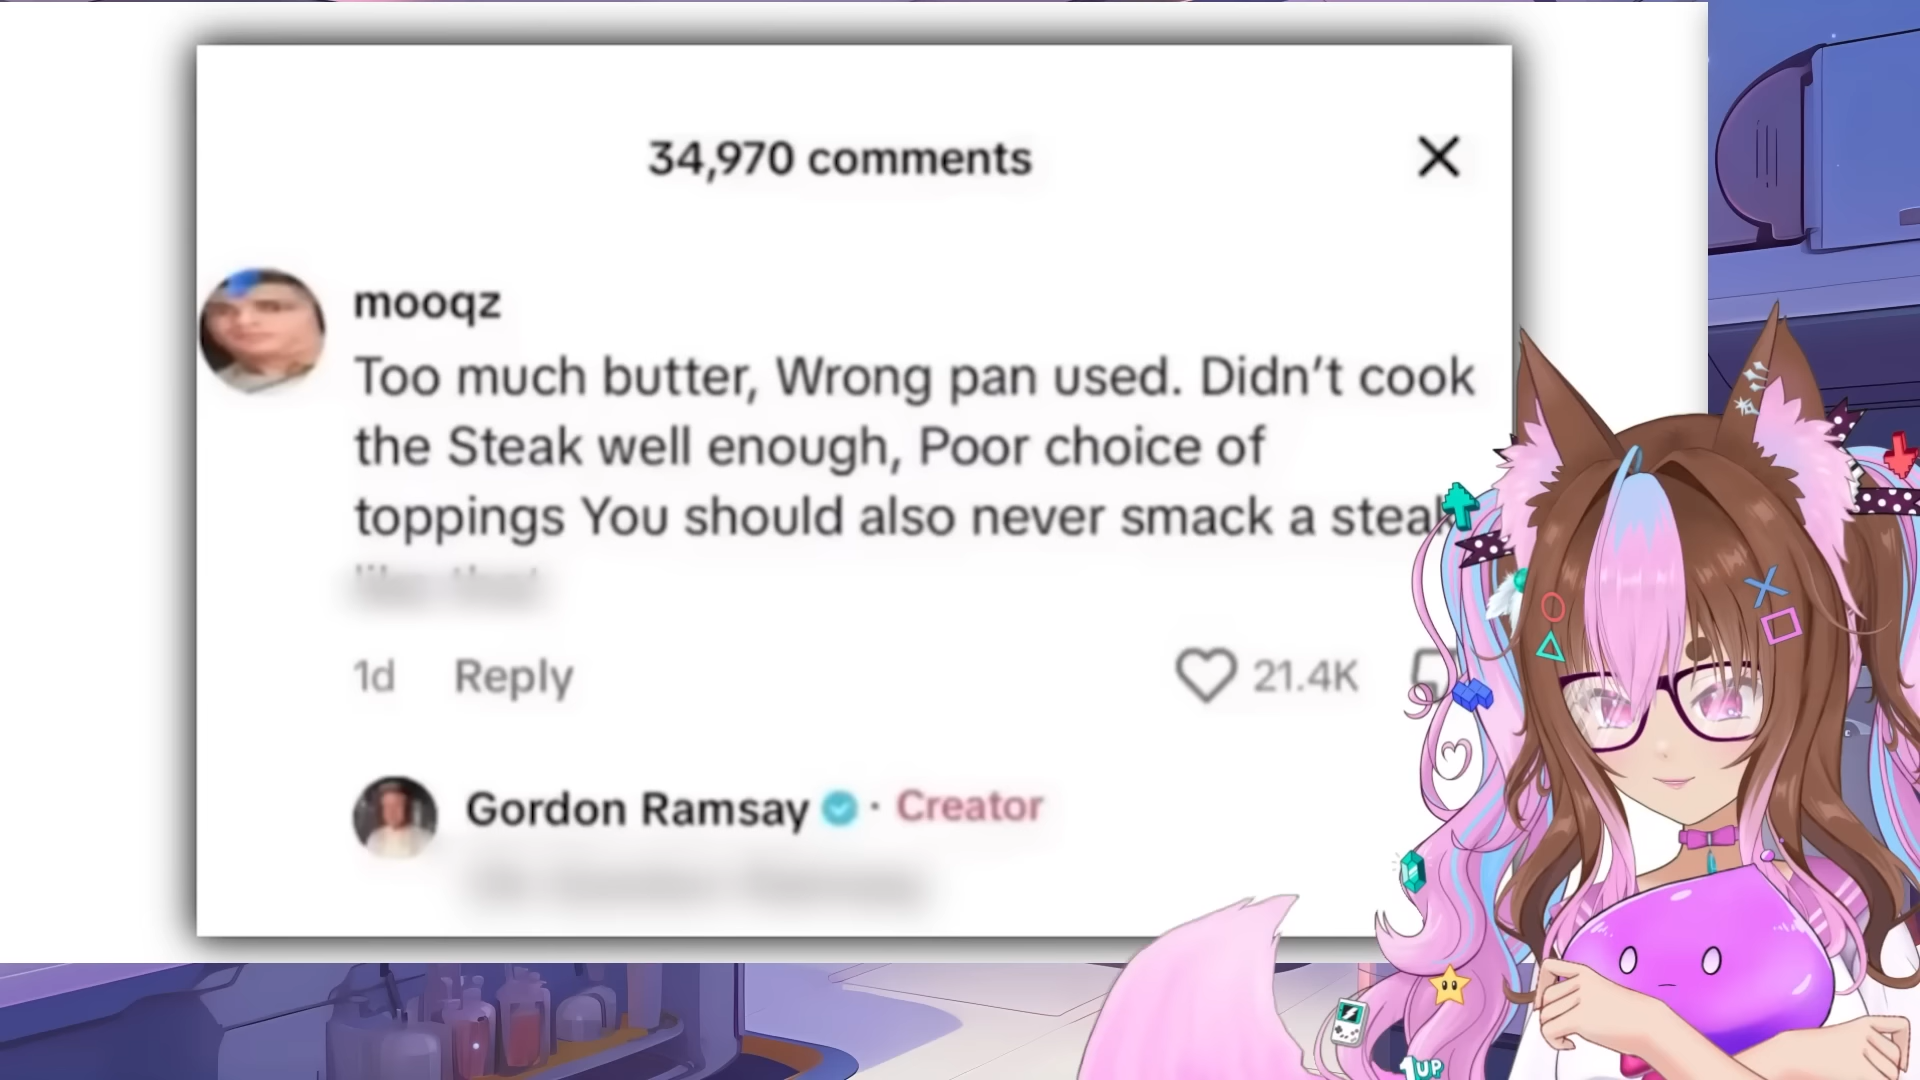 34,970 comments
mooqz
Too much butter, Wrong pan used. Didn’t cook
the Steak well enough, Poor choice of
toppings You should also never smack a steak
1d Reply 21.4K
Gordon Ramsay · Creator
1UP